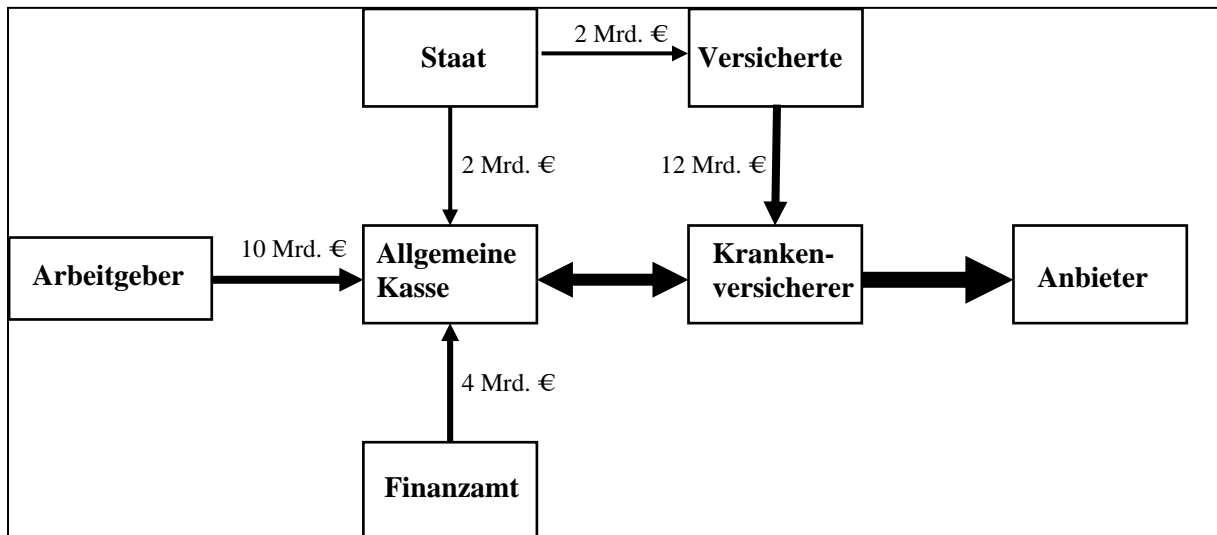 2 Mrd. €
Staat
Versicherte
2 Mrd. €
12 Mrd. €
10 Mrd. €
Arbeitgeber
Allgemeine
Kasse
Kranken-
versicherer
Anbieter
4 Mrd. €
Finanzamt